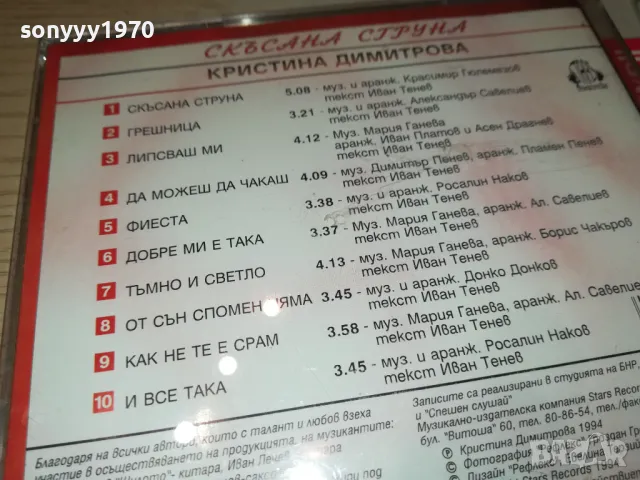 sonyyy1970
СКЪСАНА СТРУНА
КРИСТИНА ДИМИТРОВА
1 СКЪСАНА СТРУНА 5.08 - муз. и аранж. Красимир Гюлмезов
текст Иван Тенев
2 ГРЕШНИЦА 3.21 - муз. и аранж. Александър Савелиев
текст Иван Тенев
3 ЛИПСВАШ МИ 4.12 - Муз. Мария Ганева
аранж. Иван Платов и Асен Драгнев
текст Иван Тенев
4 ДА МОЖЕШ ДА ЧАКАШ 4.09 - Муз. Димитър Пенев, аранж. Пламен Пенев
текст Иван Тенев
5 ФИЕСТА 3.38 - муз. и аранж. Росалин Наков
текст Иван Тенев
6 ДОБРЕ МИ Е ТАКА 3.37 - Муз. Мария Ганева, аранж. Ал. Савелиев
текст Иван Тенев
7 ТЪМНО И СВЕТЛО 4.13 - Муз. Мария Ганева, аранж. Борис Чакъров
текст Иван Тенев
8 ОТ СЪН СПОМЕН НЯМА 3.45 - муз. и аранж. Донко Донков
текст Иван Тенев
9 КАК НЕ ТЕ Е СРАМ 3.58 - муз. Мария Ганева, аранж. Ал. Савелиев
текст Иван Тенев
10 И ВСЕ ТАКА 3.45 - муз. и аранж. Росалин Наков
текст Иван Тенев
Благодаря на всички автори, които с талант и любов взеха
участие в осъществяването на продукцията, на музикантите:
китара, Иван Лечев
Записите са реализирани в студията на БНР,
и "Спешен случай"
Музикално-издателска компания Stars Records
бул. "Витоша" 60, тел. 80-86-54, тел./фак
Ⓟ Кристина Димитрова 1994
© Фотография
© Дизайн
Stars Records 1994